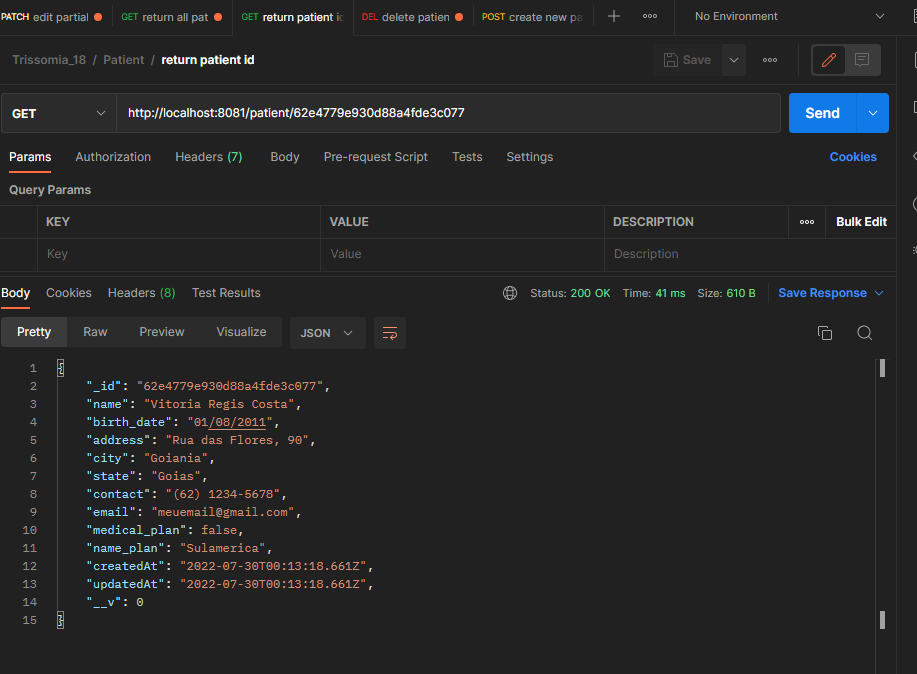 PATCH edit partial GET return all pat GET return patient id DEL delete patien POST create new pa No Environment
Trissomia_18 / Patient / return patient id Save
GET http://localhost:8081/patient/62e4779e930d88a4fde3c077 Send
Params Authorization Headers (7) Body Pre-request Script Tests Settings Cookies
Query Params
KEY VALUE DESCRIPTION Bulk Edit
Key Value Description
Body Cookies Headers (8) Test Results Status: 200 OK Time: 41 ms Size: 610 B Save Response
Pretty Raw Preview Visualize JSON
1 {
2 "_id": "62e4779e930d88a4fde3c077",
3 "name": "Vitoria Regis Costa",
4 "birth_date": "01/08/2011",
5 "address": "Rua das Flores, 90",
6 "city": "Goiania",
7 "state": "Goias",
8 "contact": "(62) 1234-5678",
9 "email": "meuemail@gmail.com",
10 "medical_plan": false,
11 "name_plan": "Sulamerica",
12 "createdAt": "2022-07-30T00:13:18.661Z",
13 "updatedAt": "2022-07-30T00:13:18.661Z",
14 "__v": 0
15 }